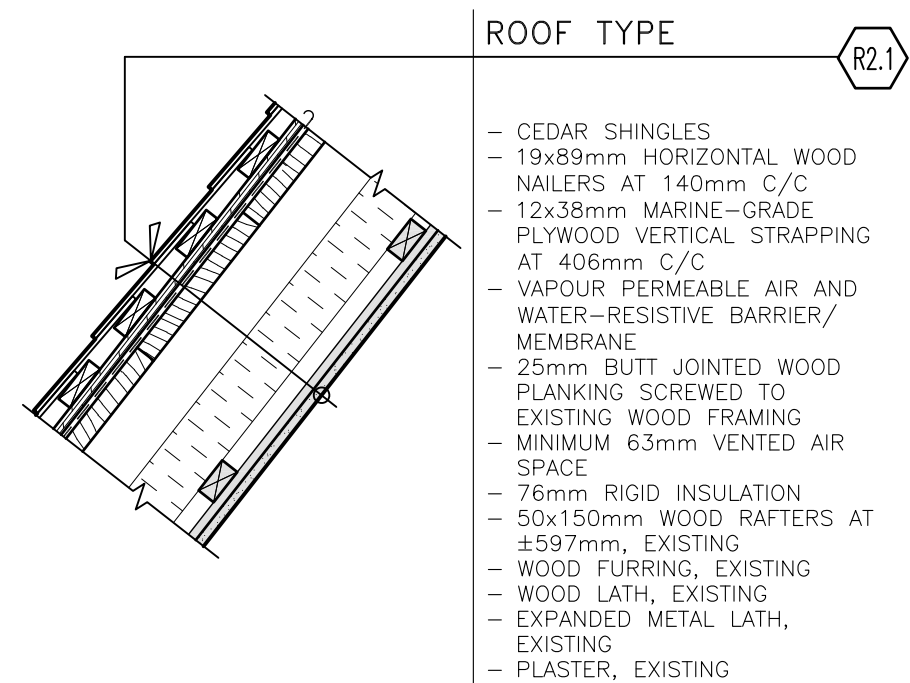 ROOF TYPE
R2.1
– CEDAR SHINGLES
– 19x89mm HORIZONTAL WOOD
NAILERS AT 140mm C/C
– 12x38mm MARINE–GRADE
PLYWOOD VERTICAL STRAPPING
AT 406mm C/C
– VAPOUR PERMEABLE AIR AND
WATER–RESISTIVE BARRIER/
MEMBRANE
– 25mm BUTT JOINTED WOOD
PLANKING SCREWED TO
EXISTING WOOD FRAMING
– MINIMUM 63mm VENTED AIR
SPACE
– 76mm RIGID INSULATION
– 50x150mm WOOD RAFTERS AT
±597mm, EXISTING
– WOOD FURRING, EXISTING
– WOOD LATH, EXISTING
– EXPANDED METAL LATH,
EXISTING
– PLASTER, EXISTING